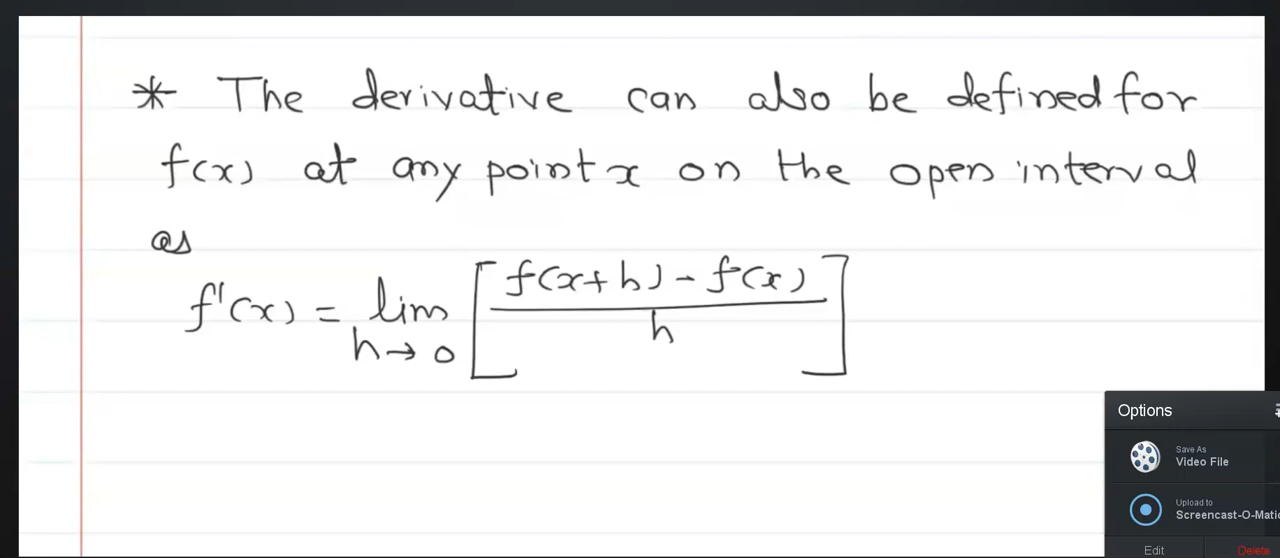 * The derivative can also be defined for
f(x) at any point x on the open interval
as
f'(x) = lim h→0 [ f(x+h) - f(x) / h ]
Options
Save As
Video File
Upload to
Screencast-O-Matic
Edit
Delete